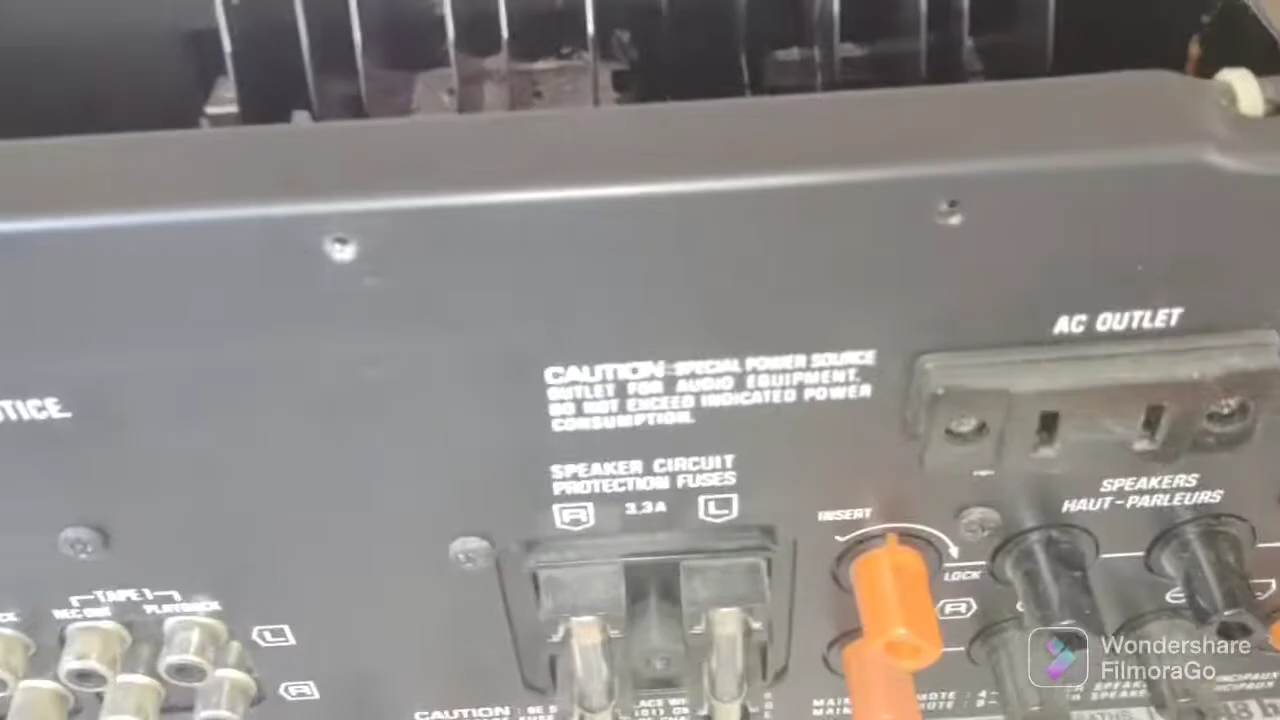 AC OUTLET
CAUTION: SPECIAL POWER SOURCE
OUTLET FOR AUDIO EQUIPMENT.
DO NOT EXCEED INDICATED POWER
CONSUMPTION.
TICE.
SPEAKER CIRCUIT
PROTECTION FUSES
R 3.3A L
SPEAKERS
HAUT-PARLEURS
INSERT
LOCK
R
TAPE 1
REC OUT PLAYBACK
L
R
CAUTION:
Wondershare
FilmoraGo